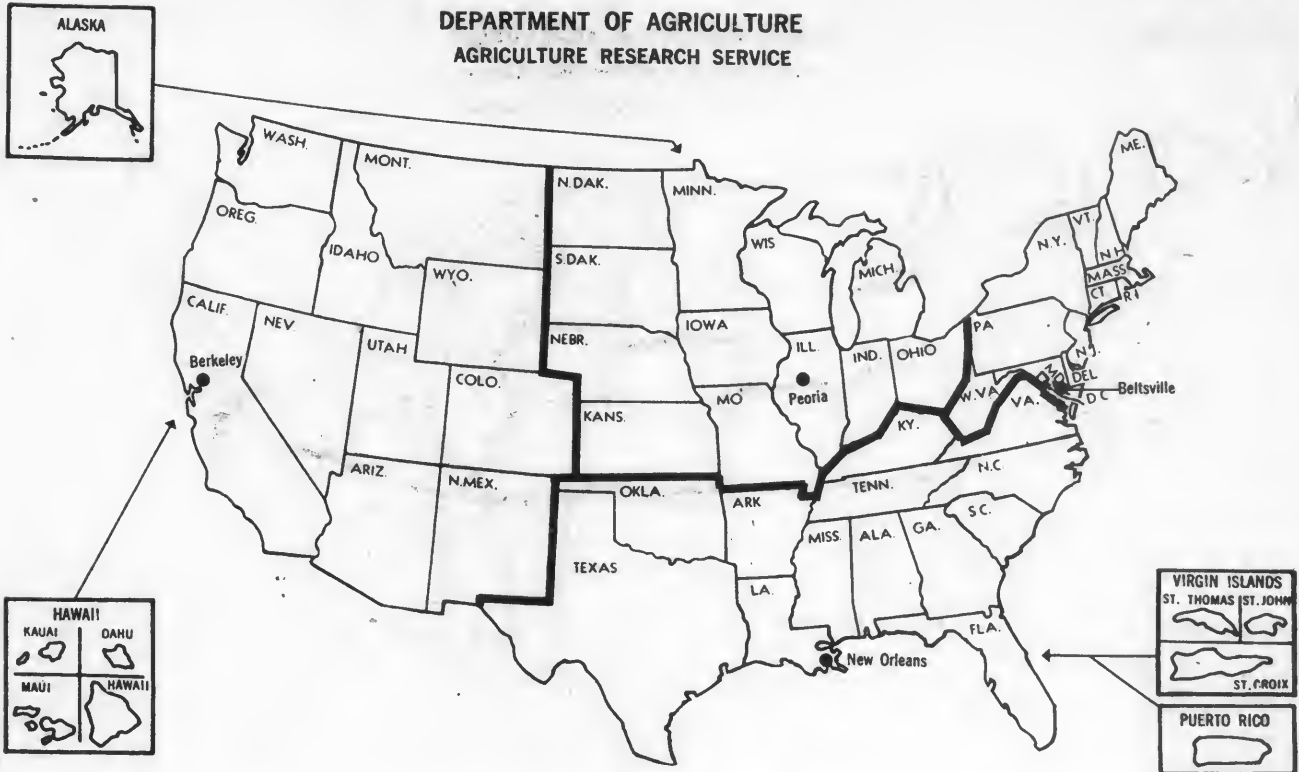 DEPARTMENT OF AGRICULTURE
AGRICULTURE RESEARCH SERVICE
ALASKA
WASH.
MONT.
N.DAK.
MINN.
ME.
OREG.
IDAHO
WYO.
S.DAK.
WIS
MICH.
N.Y.
VT.
N H
MASS
CT.
R I
CALIF.
NEV.
UTAH
COLO.
NEBR.
IOWA
ILL.
IND.
OHIO
PA
N.J.
Berkeley
Peoria
KANS.
MO
KY.
W.VA
VA.
MD
DEL
D C
Beltsville
ARIZ.
N.MEX.
OKLA.
ARK
TENN.
N.C.
S C.
TEXAS
LA.
MISS.
ALA.
GA.
FLA.
New Orleans
HAWAII
KAUAI
OAHU
MAUI
HAWAII
VIRGIN ISLANDS
ST. THOMAS
ST. JOHN
ST. CROIX
PUERTO RICO